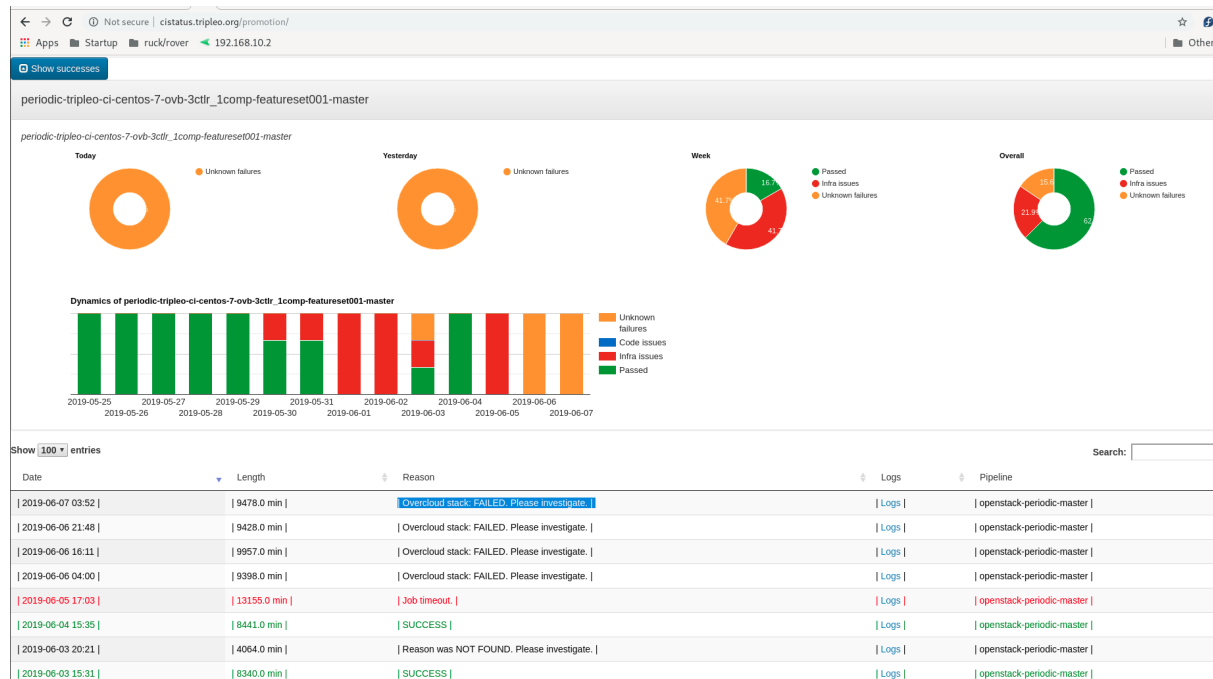 Not secure | cistatus.tripleo.org/promotion/
Apps Startup ruck/rover 192.168.10.2 Other
Show successes
periodic-tripleo-ci-centos-7-ovb-3ctlr_1comp-featureset001-master
periodic-tripleo-ci-centos-7-ovb-3ctlr_1comp-featureset001-master
Today
Unknown failures
Yesterday
Unknown failures
Week
Passed
Infra issues
Unknown failures
16.7%
41.7%
41.7
Overall
Passed
Infra issues
Unknown failures
15.6
21.9%
62.
Dynamics of periodic-tripleo-ci-centos-7-ovb-3ctlr_1comp-featureset001-master
Unknown
failures
Code issues
Infra issues
Passed
2019-05-25 2019-05-27 2019-05-29 2019-05-31 2019-06-02 2019-06-04 2019-06-06
2019-05-26 2019-05-28 2019-05-30 2019-06-01 2019-06-03 2019-06-05 2019-06-07
Show 100 entries Search:
Date Length Reason Logs Pipeline
| 2019-06-07 03:52 | | 9478.0 min | | Overcloud stack: FAILED. Please investigate. | | Logs | | openstack-periodic-master |
| 2019-06-06 21:48 | | 9428.0 min | | Overcloud stack: FAILED. Please investigate. | | Logs | | openstack-periodic-master |
| 2019-06-06 16:11 | | 9957.0 min | | Overcloud stack: FAILED. Please investigate. | | Logs | | openstack-periodic-master |
| 2019-06-06 04:00 | | 9398.0 min | | Overcloud stack: FAILED. Please investigate. | | Logs | | openstack-periodic-master |
| 2019-06-05 17:03 | | 13155.0 min | | Job timeout. | | Logs | | openstack-periodic-master |
| 2019-06-04 15:35 | | 8441.0 min | | SUCCESS | | Logs | | openstack-periodic-master |
| 2019-06-03 20:21 | | 4064.0 min | | Reason was NOT FOUND. Please investigate. | | Logs | | openstack-periodic-master |
| 2019-06-03 15:31 | | 8340.0 min | | SUCCESS | | Logs | | openstack-periodic-master |